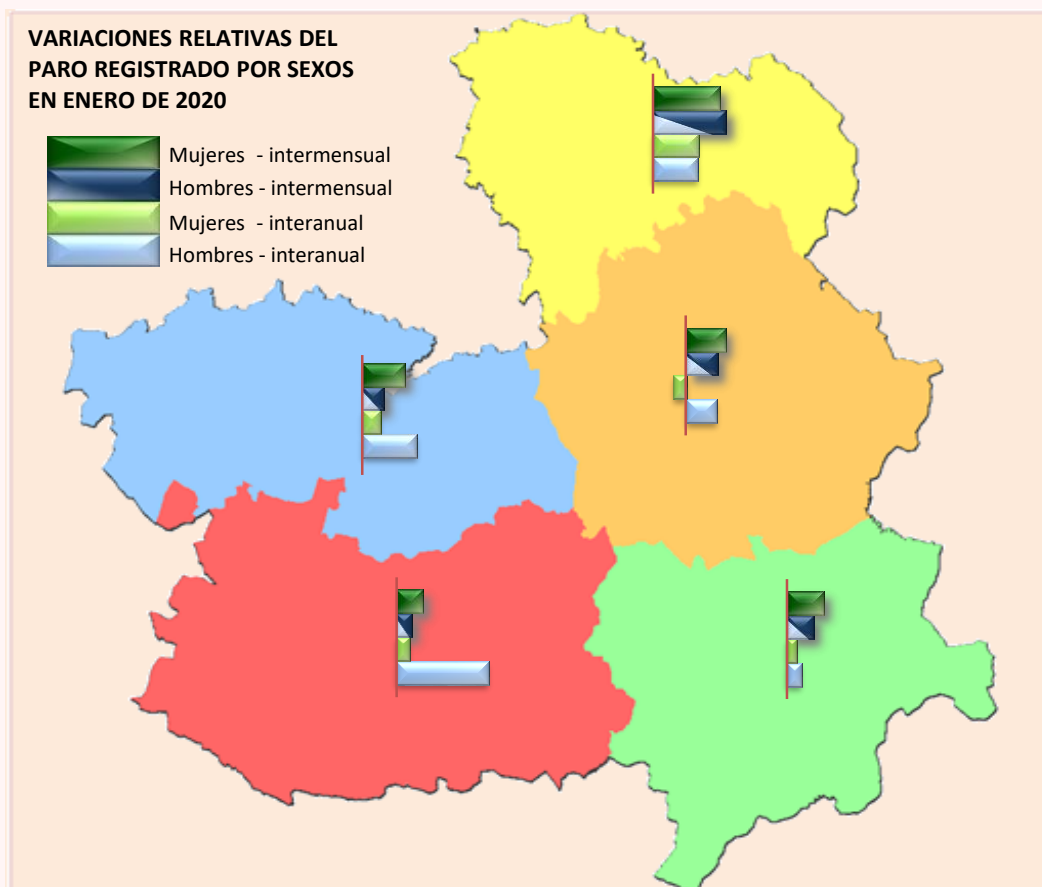 VARIACIONES RELATIVAS DEL
PARO REGISTRADO POR SEXOS
EN ENERO DE 2020
Mujeres - intermensual
Hombres - intermensual
Mujeres - interanual
Hombres - interanual